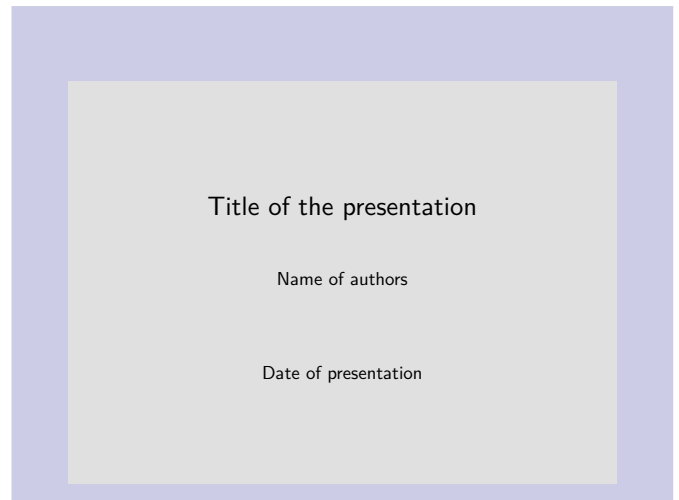 Title of the presentation
Name of authors
Date of presentation